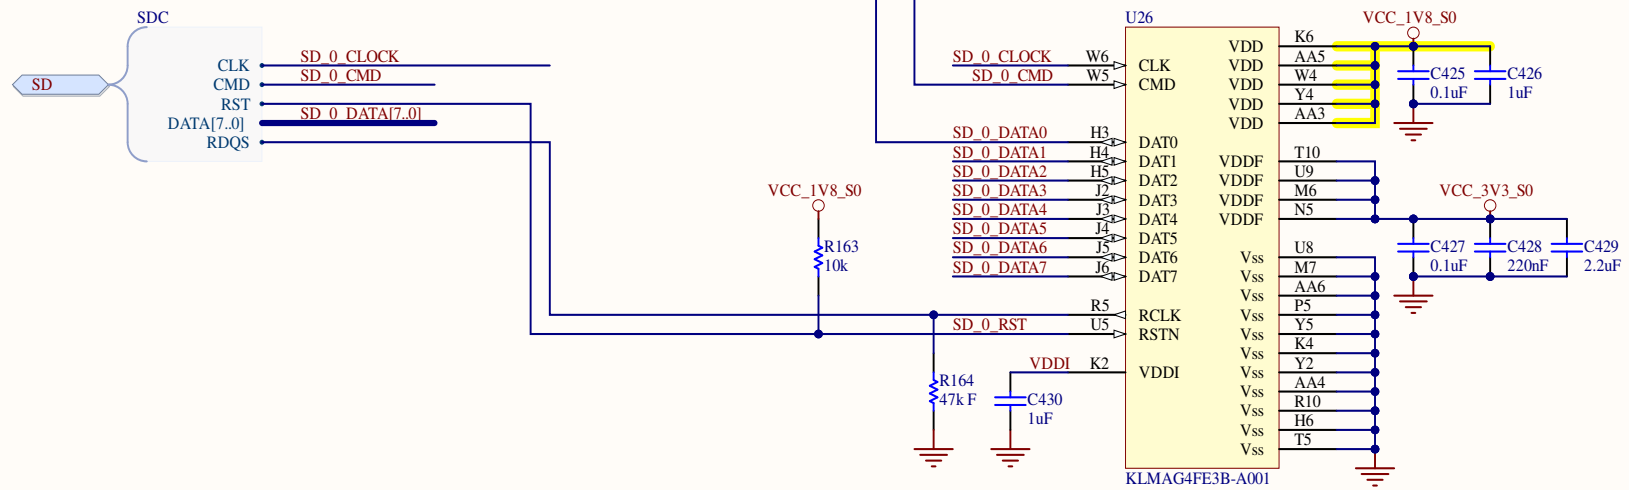 SDC
SD
CLK
SD_0_CLOCK
CMD
SD_0_CMD
RST
DATA[7..0]
SD_0_DATA[7..0]
RDQS
VCC_1V8_S0
R163
10k
R164
47k F
VDDI
C430
1uF
U26
SD_0_CLOCK W6 CLK
SD_0_CMD W5 CMD
SD_0_DATA0 H3 DAT0
SD_0_DATA1 H4 DAT1
SD_0_DATA2 H5 DAT2
SD_0_DATA3 J2 DAT3
SD_0_DATA4 J3 DAT4
SD_0_DATA5 J4 DAT5
SD_0_DATA6 J5 DAT6
SD_0_DATA7 J6 DAT7
R5 RCLK
SD_0_RST U5 RSTN
K2 VDDI
VDD K6
VDD AA5
VDD W4
VDD Y4
VDD AA3
VDDF T10
VDDF U9
VDDF M6
VDDF N5
Vss U8
Vss M7
Vss AA6
Vss P5
Vss Y5
Vss K4
Vss Y2
Vss AA4
Vss R10
Vss H6
Vss T5
KLMAG4FE3B-A001
VCC_1V8_S0
C425
0.1uF
C426
1uF
VCC_3V3_S0
C427
0.1uF
C428
220nF
C429
2.2uF